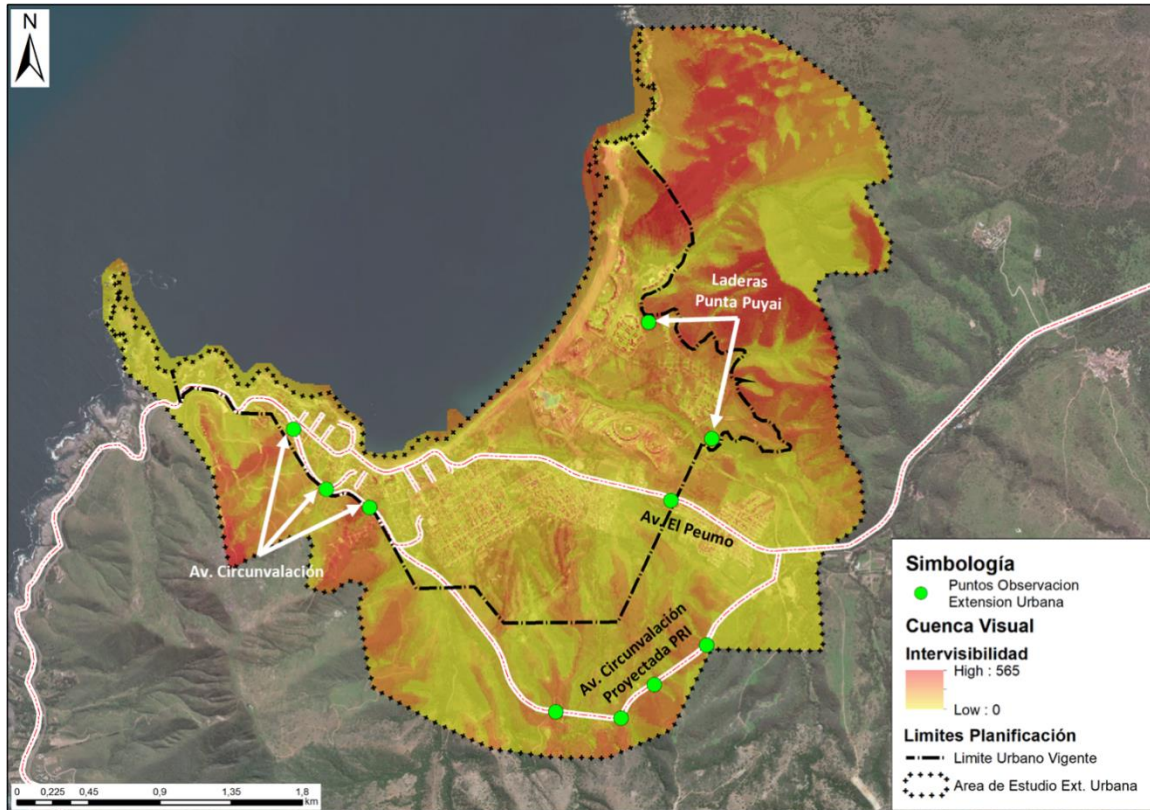 N
Laderas
Punta Puyai
Av. Circunvalación
Av. El Peumo
Av. Circunvalación
Proyectada PRI
Simbología
Puntos Observacion
Extension Urbana
Cuenca Visual
Intervisibilidad
High : 565
Low : 0
Limites Planificación
Limite Urbano Vigente
Area de Estudio Ext. Urbana
0 0,225 0,45 0,9 1,35 1,8
km